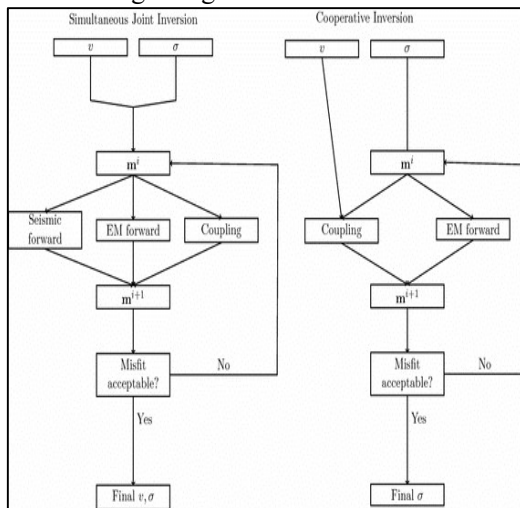 Simultaneous Joint Inversion
v
σ
m^i
Seismic
forward
EM forward
Coupling
m^{i+1}
Misfit
acceptable?
No
Yes
Final v, σ
Cooperative Inversion
v
σ
m^i
Coupling
EM forward
m^{i+1}
Misfit
acceptable?
No
Yes
Final σ